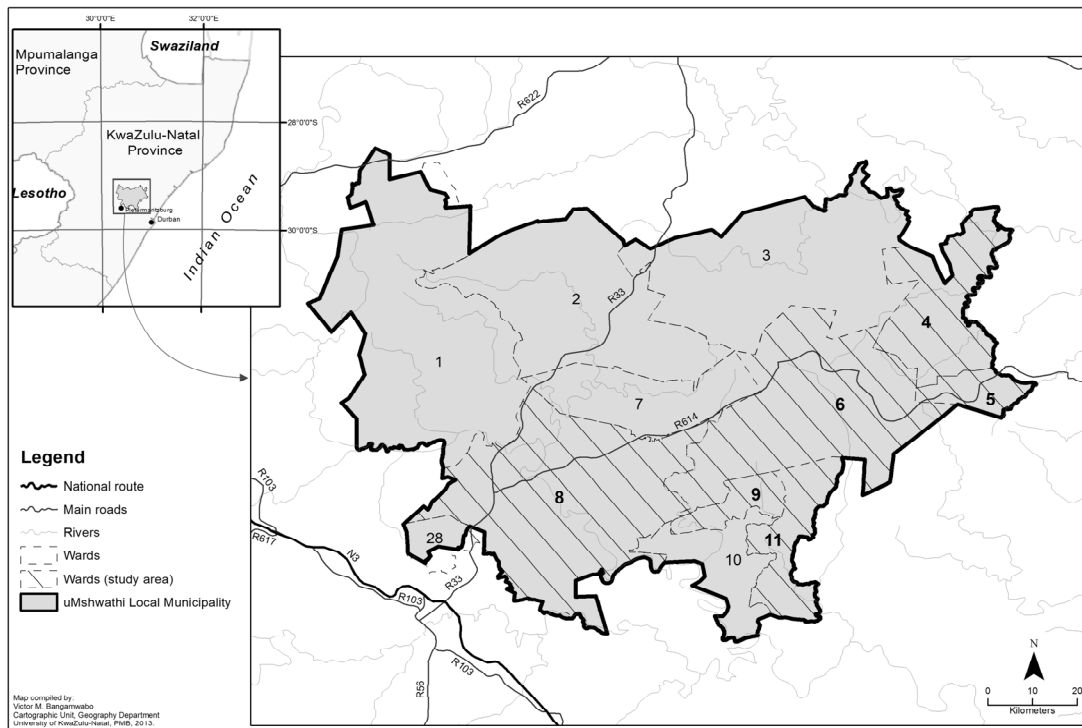 30°0'0"E
32°0'0"E
Swaziland
Mpumalanga
Province
28°0'0"S
KwaZulu-Natal
Province
Lesotho
Pietermaritzburg
Durban
30°0'0"S
Indian Ocean
R622
R33
1
2
3
4
5
6
7
R614
8
9
10
11
28
R33
R103
R617
N3
R103
R103
R56
Legend
National route
Main roads
Rivers
Wards
Wards (study area)
uMshwathi Local Municipality
N
0 10 20
Kilometers
Map compiled by:
Victor M. Bangamwabo
Cartographic Unit, Geography Department
University of KwaZulu-Natal, PMB, 2013.